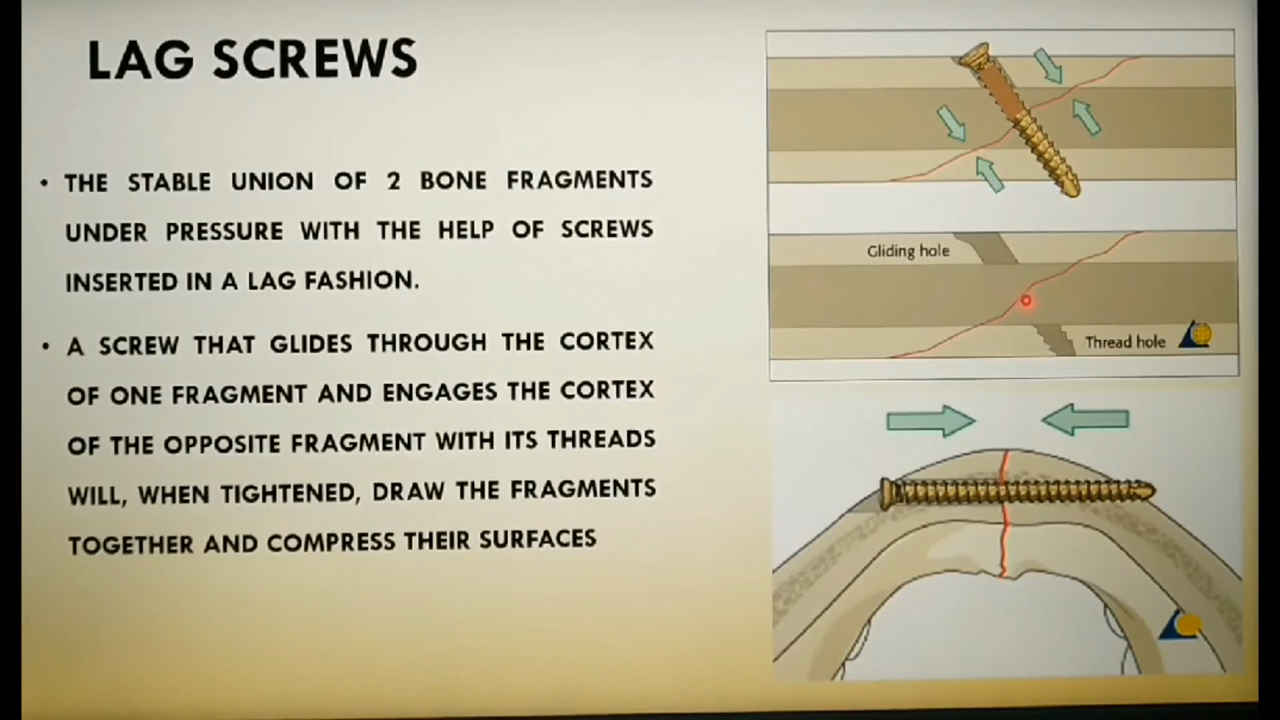 LAG SCREWS
• THE STABLE UNION OF 2 BONE FRAGMENTS
UNDER PRESSURE WITH THE HELP OF SCREWS
INSERTED IN A LAG FASHION.
• A SCREW THAT GLIDES THROUGH THE CORTEX
OF ONE FRAGMENT AND ENGAGES THE CORTEX
OF THE OPPOSITE FRAGMENT WITH ITS THREADS
WILL, WHEN TIGHTENED, DRAW THE FRAGMENTS
TOGETHER AND COMPRESS THEIR SURFACES
Gliding hole
Thread hole